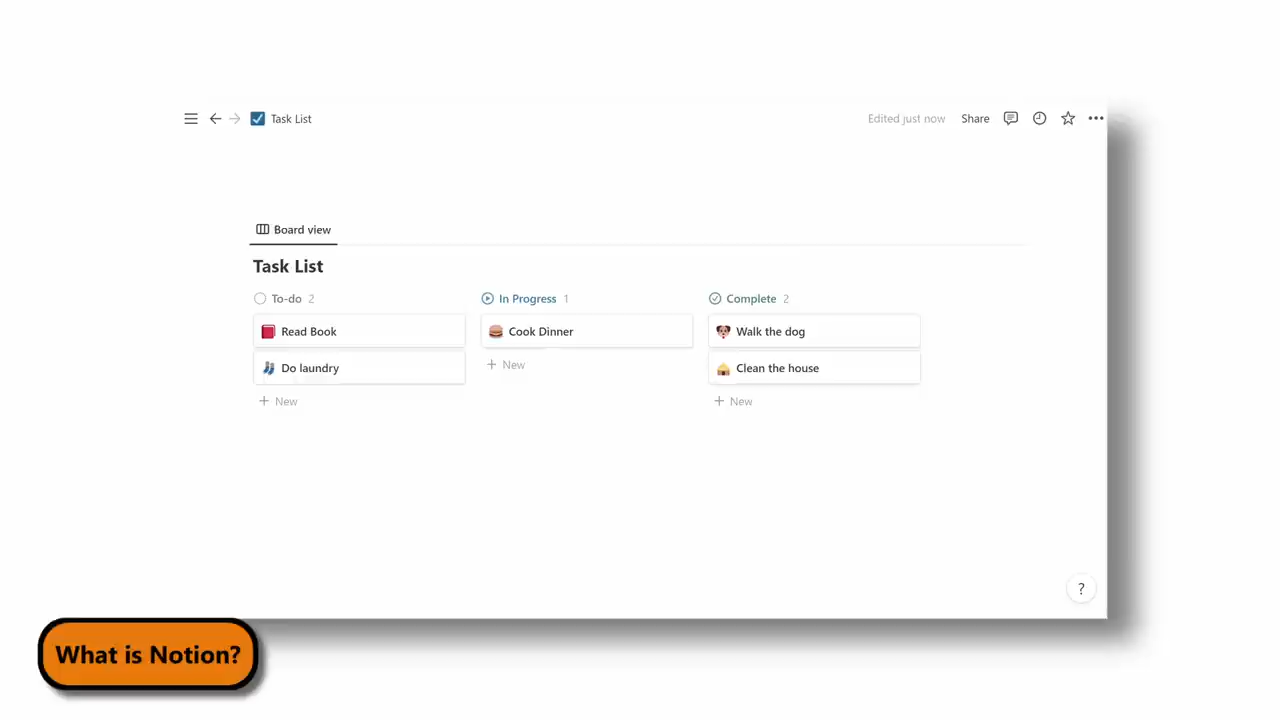 Task List
Edited just now Share
Board view
Task List
To-do 2
In Progress 1
Complete 2
Read Book
Cook Dinner
Walk the dog
Do laundry
+ New
Clean the house
+ New
+ New
?
What is Notion?